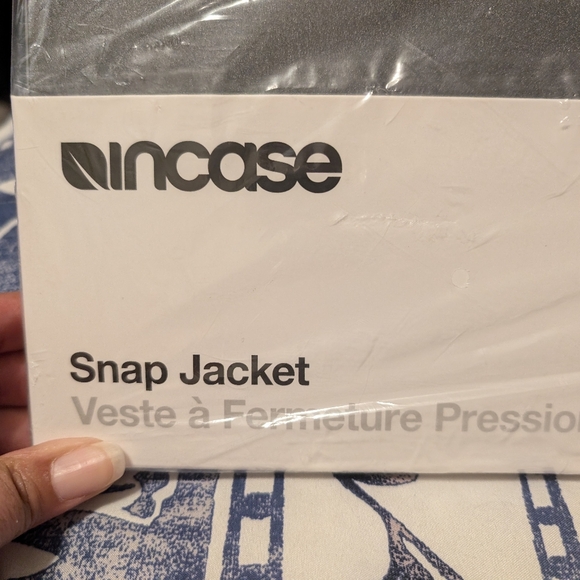 incase
Snap Jacket
Veste à Fermeture Pression